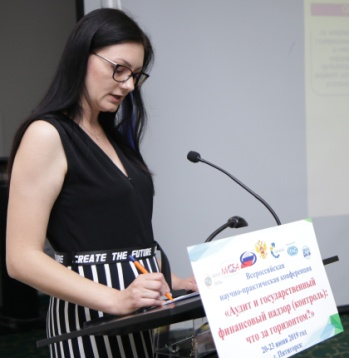 CREATE THE FUTURE
Всероссийская
научно-практическая конференция
«Аудит и государственный
финансовый надзор (контроль):
что за горизонтом?»
20-21 июня 2019 год
г. Пятигорск